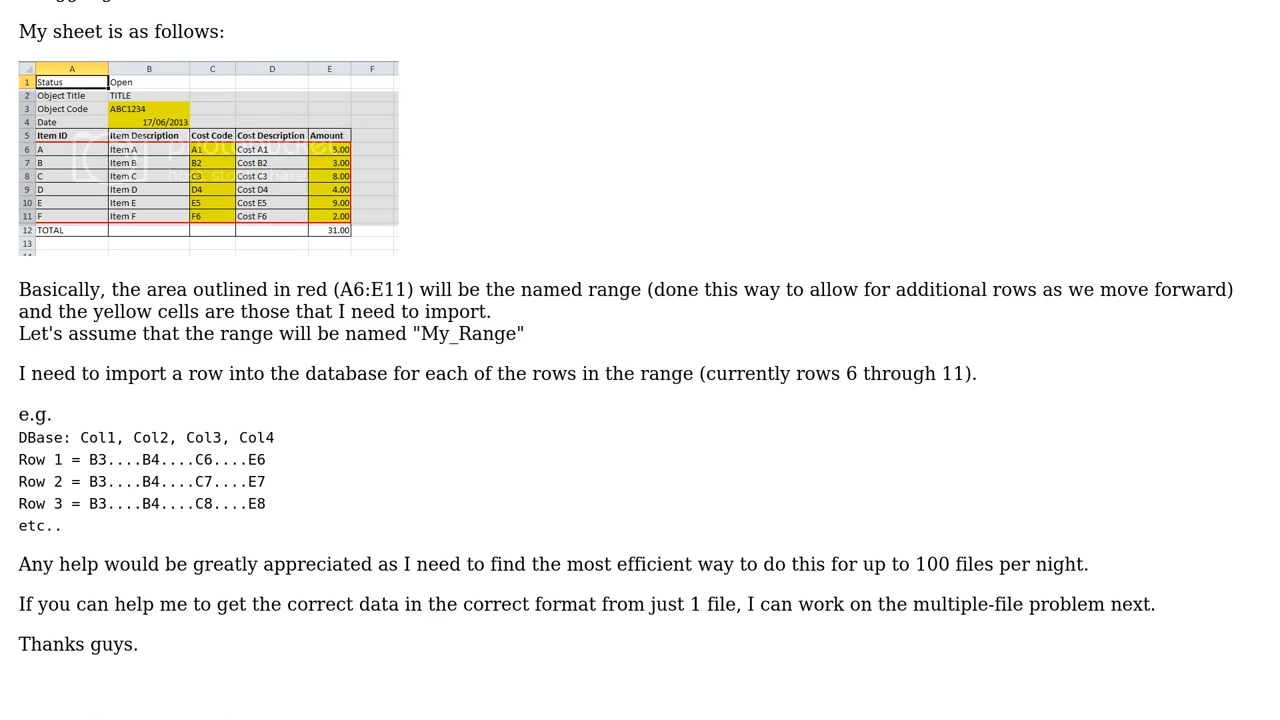 My sheet is as follows:
A B C D E F
1 Status Open
2 Object Title TITLE
3 Object Code ABC1234
4 Date 17/06/2013
5 Item ID Item Description Cost Code Cost Description Amount
6 A Item A A1 Cost A1 5.00
7 B Item B B2 Cost B2 3.00
8 C Item C C3 Cost C3 8.00
9 D Item D D4 Cost D4 4.00
10 E Item E E5 Cost E5 9.00
11 F Item F F6 Cost F6 2.00
12 TOTAL 31.00
13
Basically, the area outlined in red (A6:E11) will be the named range (done this way to allow for additional rows as we move forward)
and the yellow cells are those that I need to import.
Let's assume that the range will be named "My_Range"
I need to import a row into the database for each of the rows in the range (currently rows 6 through 11).
e.g.
DBase: Col1, Col2, Col3, Col4
Row 1 = B3....B4....C6....E6
Row 2 = B3....B4....C7....E7
Row 3 = B3....B4....C8....E8
etc..
Any help would be greatly appreciated as I need to find the most efficient way to do this for up to 100 files per night.
If you can help me to get the correct data in the correct format from just 1 file, I can work on the multiple-file problem next.
Thanks guys.